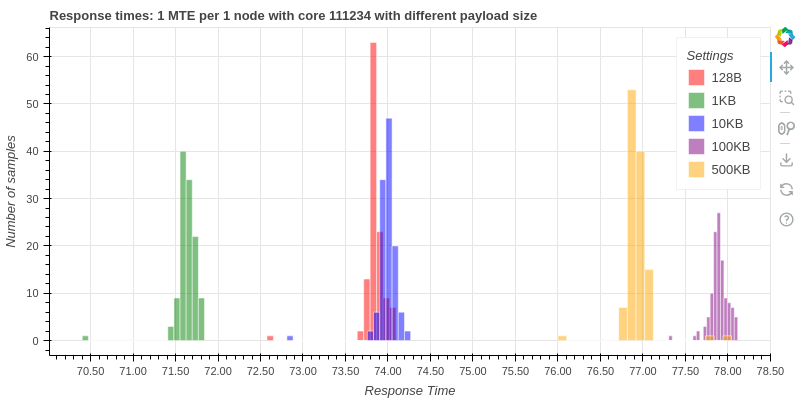 Response times: 1 MTE per 1 node with core 111234 with different payload size
Number of samples
60
50
40
30
20
10
0
Settings
128B
1KB
10KB
100KB
500KB
70.50 71.00 71.50 72.00 72.50 73.00 73.50 74.00 74.50 75.00 75.50 76.00 76.50 77.00 77.50 78.00 78.50
Response Time